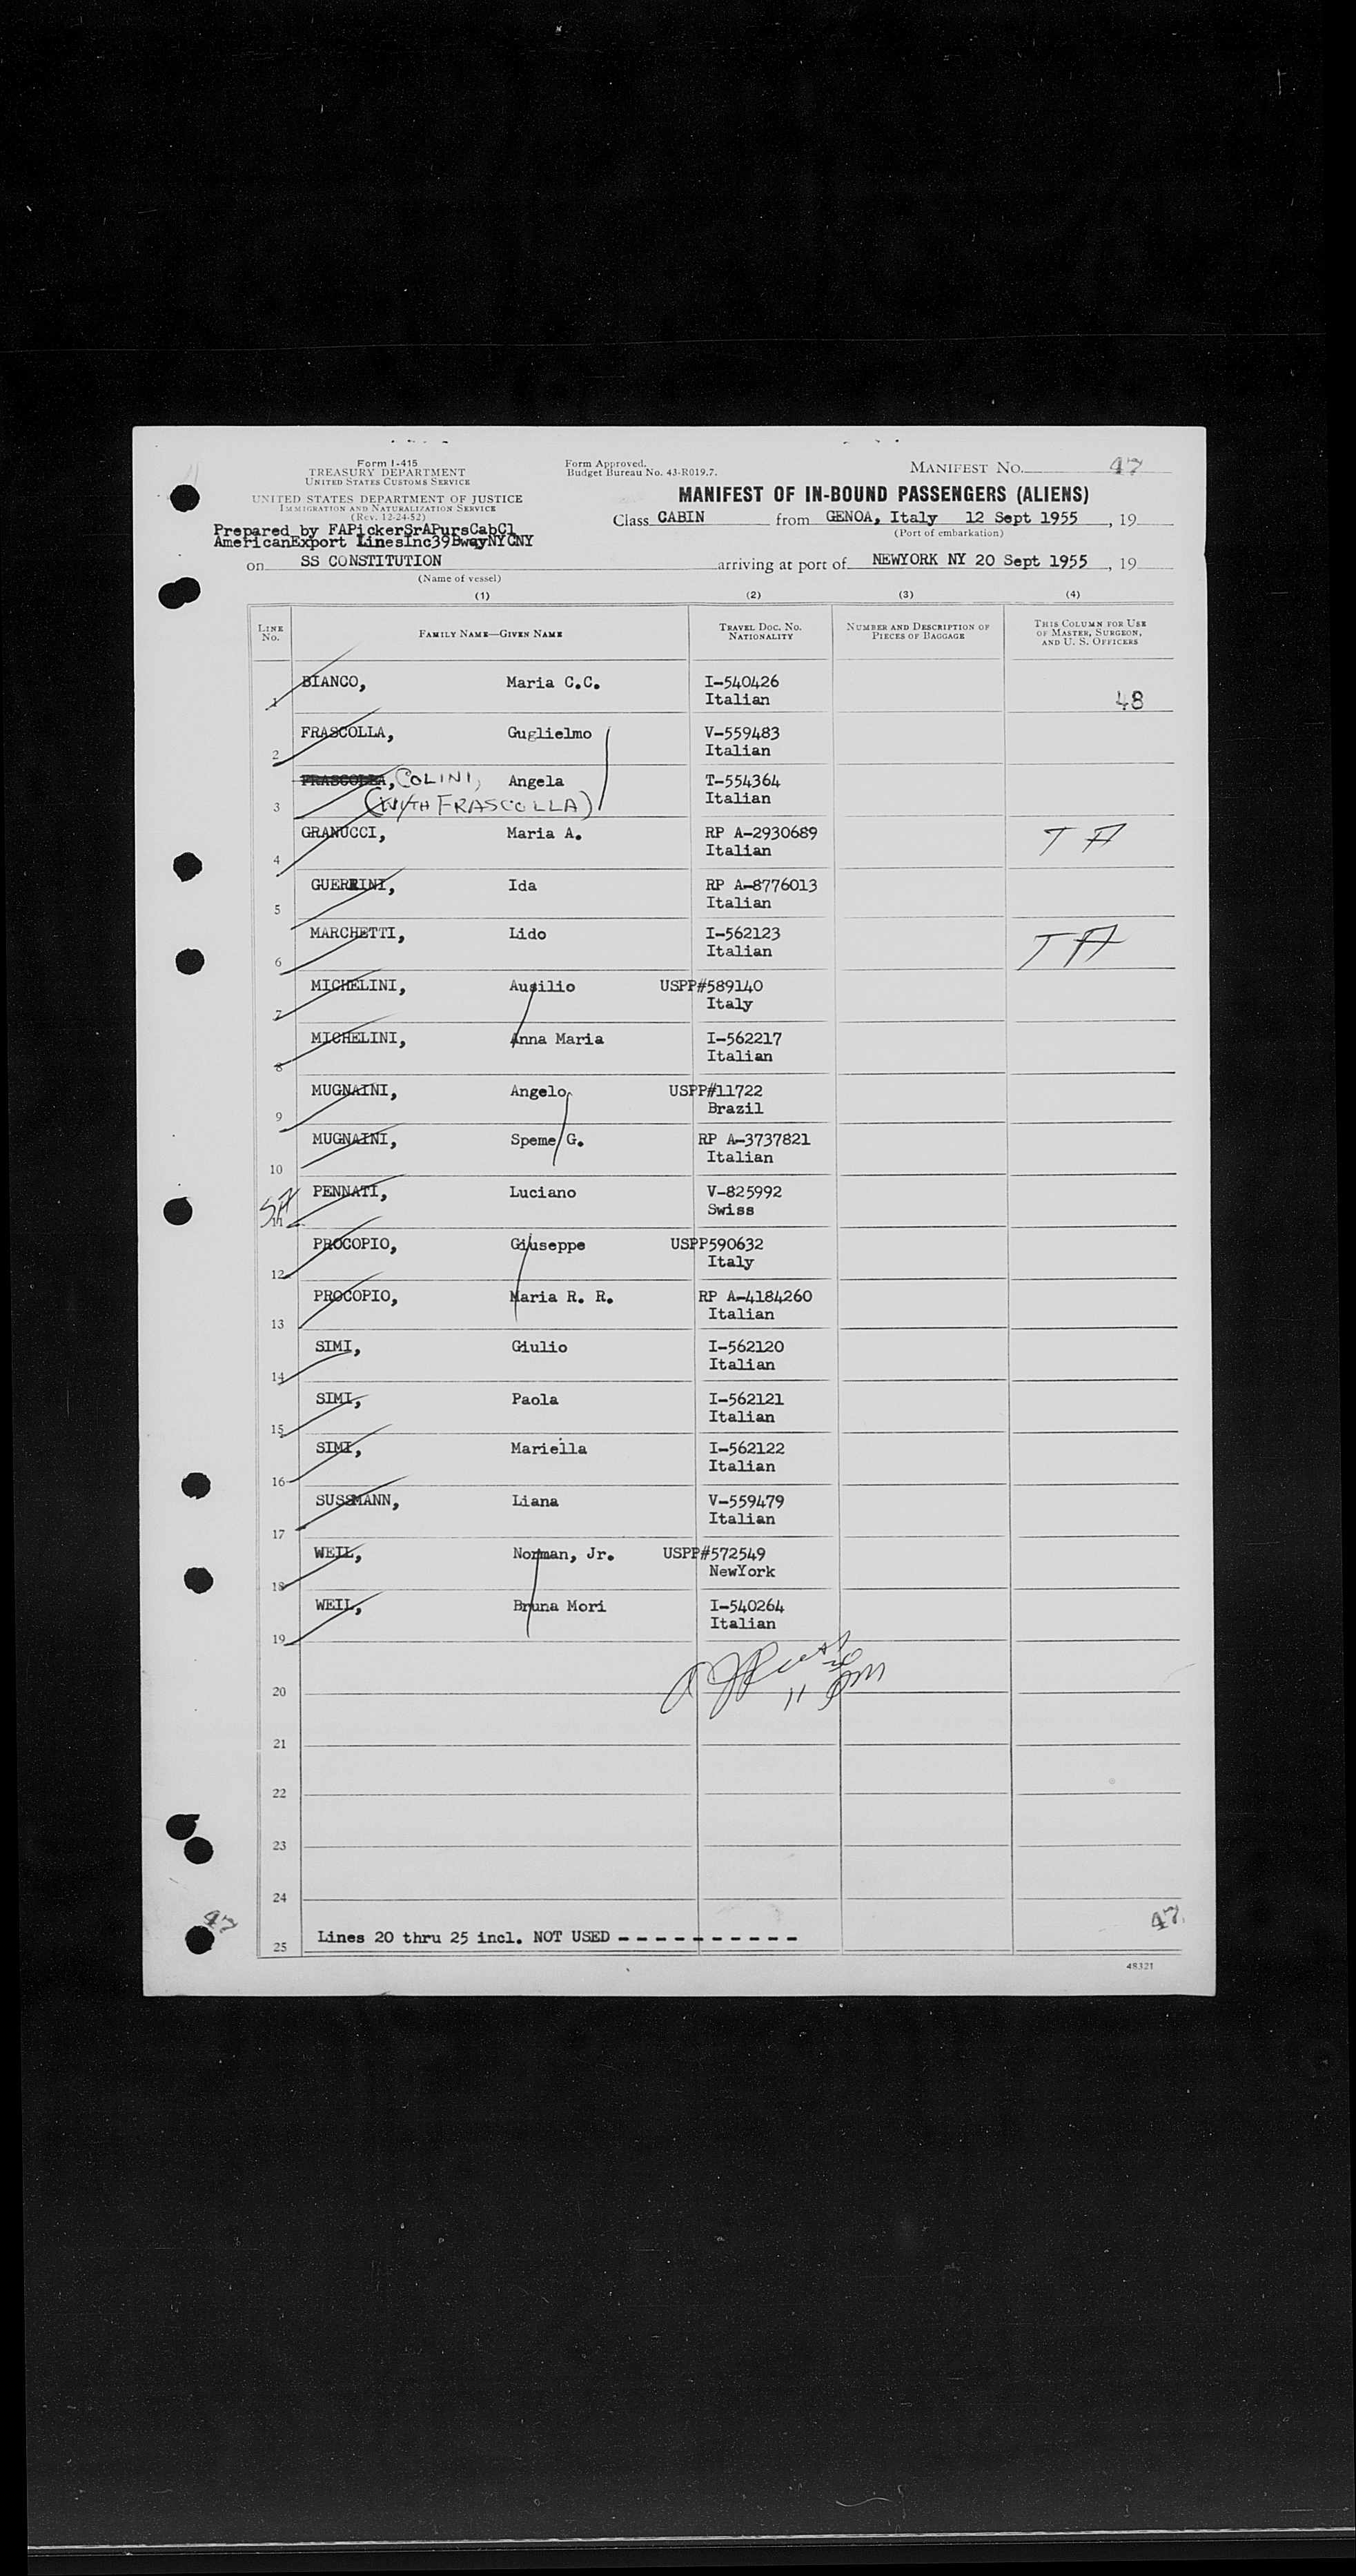 Form I-415
TREASURY DEPARTMENT
UNITED STATES CUSTOMS SERVICE
UNITED STATES DEPARTMENT OF JUSTICE
IMMIGRATION AND NATURALIZATION SERVICE
(Rev. 12-24-52)
Prepared by FAPickerSrAPursCabCl
AmericanExport LinesInc39BwayNYCNY
Form Approved.
Budget Bureau No. 43-R019.7.
MANIFEST No. 47
MANIFEST OF IN-BOUND PASSENGERS (ALIENS)
Class CABIN from GENOA, Italy 12 Sept 1955, 19
(Port of embarkation)
on SS CONSTITUTION arriving at port of NEWYORK NY 20 Sept 1955, 19
(Name of vessel)
(1) (2) (3) (4)
LINE No. FAMILY NAME—GIVEN NAME TRAVEL DOC. No. NATIONALITY NUMBER AND DESCRIPTION OF PIECES OF BAGGAGE THIS COLUMN FOR USE OF MASTER, SURGEON, AND U. S. OFFICERS
1 BIANCO, Maria C.C. I-540426
Italian 48
2 FRASCOLLA, Guglielmo V-559483
Italian
3 FRASCOLLA, COLINI, Angela T-554364
(WITH FRASCOLLA) Italian
4 GRANUCCI, Maria A. RP A-2930689
Italian T A
5 GUERRINI, Ida RP A-8776013
Italian
6 MARCHETTI, Lido I-562123
Italian T A
7 MICHELINI, Ausilio USPP#589140
Italy
8 MICHELINI, Anna Maria I-562217
Italian
9 MUGNAINI, Angelo USPP#11722
Brazil
10 MUGNAINI, Speme G. RP A-3737821
Italian
11 PENNATI, Luciano V-825992
Swiss
12 PROCOPIO, Giuseppe USPP590632
Italy
13 PROCOPIO, Maria R. R. RP A-4184260
Italian
14 SIMI, Giulio I-562120
Italian
15 SIMI, Paola I-562121
Italian
16 SIMI, Mariella I-562122
Italian
17 SUSSMANN, Liana V-559479
Italian
18 WEIL, Norman, Jr. USPP#572549
NewYork
19 WEIL, Bruna Mori I-540264
Italian
20
21
22
23
24
25 Lines 20 thru 25 incl. NOT USED - - - - - - - - - -
47
47
48321